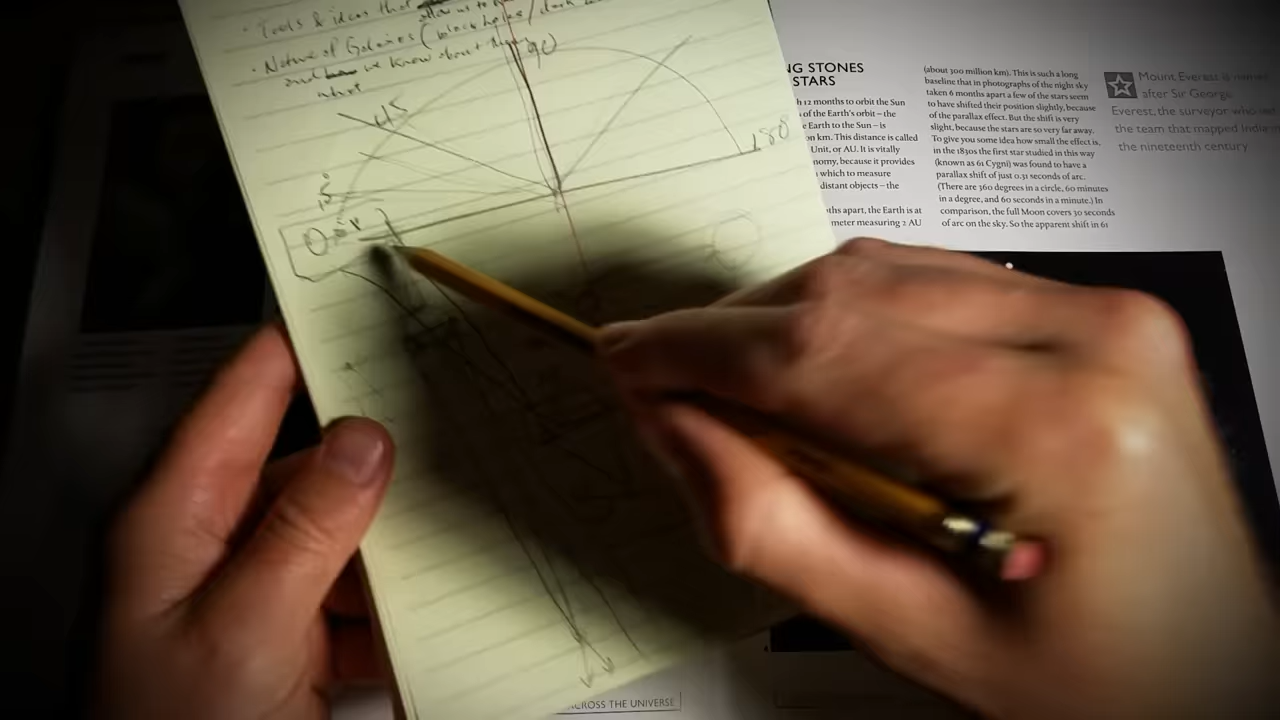 · Tools & ideas that allow us to
· Nature of Galaxies (black holes / dark
and we know about them
what
90
45
180
5
NG STONES
STARS
h 12 months to orbit the Sun
of the Earth's orbit – the
e Earth to the Sun – is
on km. This distance is called
Unit, or AU. It is vitally
nomy, because it provides
which to measure
distant objects – the
ths apart, the Earth is at
meter measuring 2 AU
(about 300 million km). This is such a long
baseline that in photographs of the night sky
taken 6 months apart a few of the stars seem
to have shifted their position slightly, because
of the parallax effect. But the shift is very
slight, because the stars are so very far away.
To give you some idea how small the effect is,
in the 1830s the first star studied in this way
(known as 61 Cygni) was found to have a
parallax shift of just 0.31 seconds of arc.
(There are 360 degrees in a circle, 60 minutes
in a degree, and 60 seconds in a minute.) In
comparison, the full Moon covers 30 seconds
of arc on the sky. So the apparent shift in 61
Mount Everest is named
after Sir George
Everest, the surveyor who led
the team that mapped India in
the nineteenth century
ACROSS THE UNIVERSE